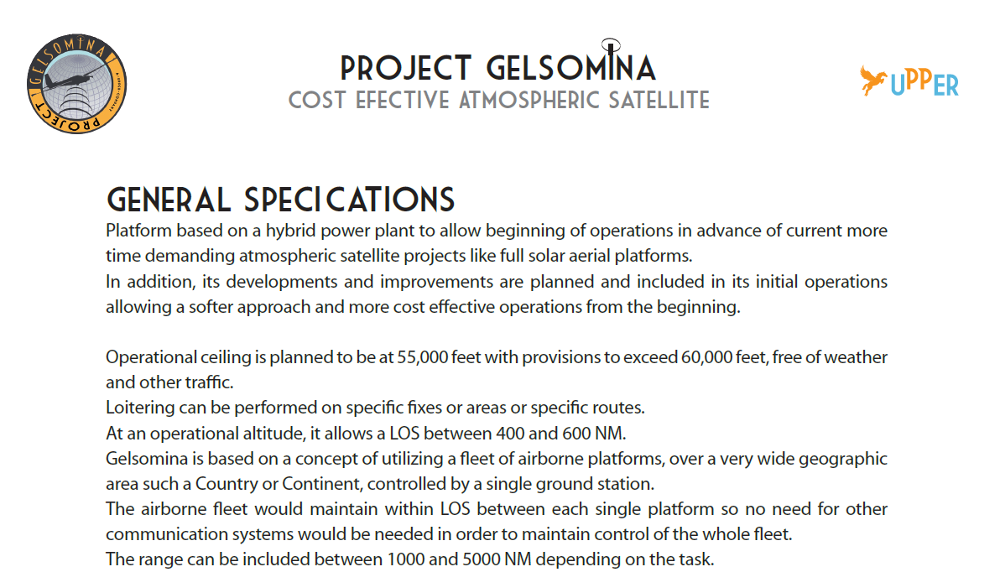 GELSOMINA
PROJECT
A UPPER COMPANY
PROJECT GELSOMINA
COST EFECTIVE ATMOSPHERIC SATELLITE
UPPER
GENERAL SPECI CATIONS
Platform based on a hybrid power plant to allow beginning of operations in advance of current more
time demanding atmospheric satellite projects like full solar aerial platforms.
In addition, its developments and improvements are planned and included in its initial operations
allowing a softer approach and more cost effective operations from the beginning.
Operational ceiling is planned to be at 55,000 feet with provisions to exceed 60,000 feet, free of weather
and other traffic.
Loitering can be performed on specific fixes or areas or specific routes.
At an operational altitude, it allows a LOS between 400 and 600 NM.
Gelsomina is based on a concept of utilizing a fleet of airborne platforms, over a very wide geographic
area such a Country or Continent, controlled by a single ground station.
The airborne fleet would maintain within LOS between each single platform so no need for other
communication systems would be needed in order to maintain control of the whole fleet.
The range can be included between 1000 and 5000 NM depending on the task.